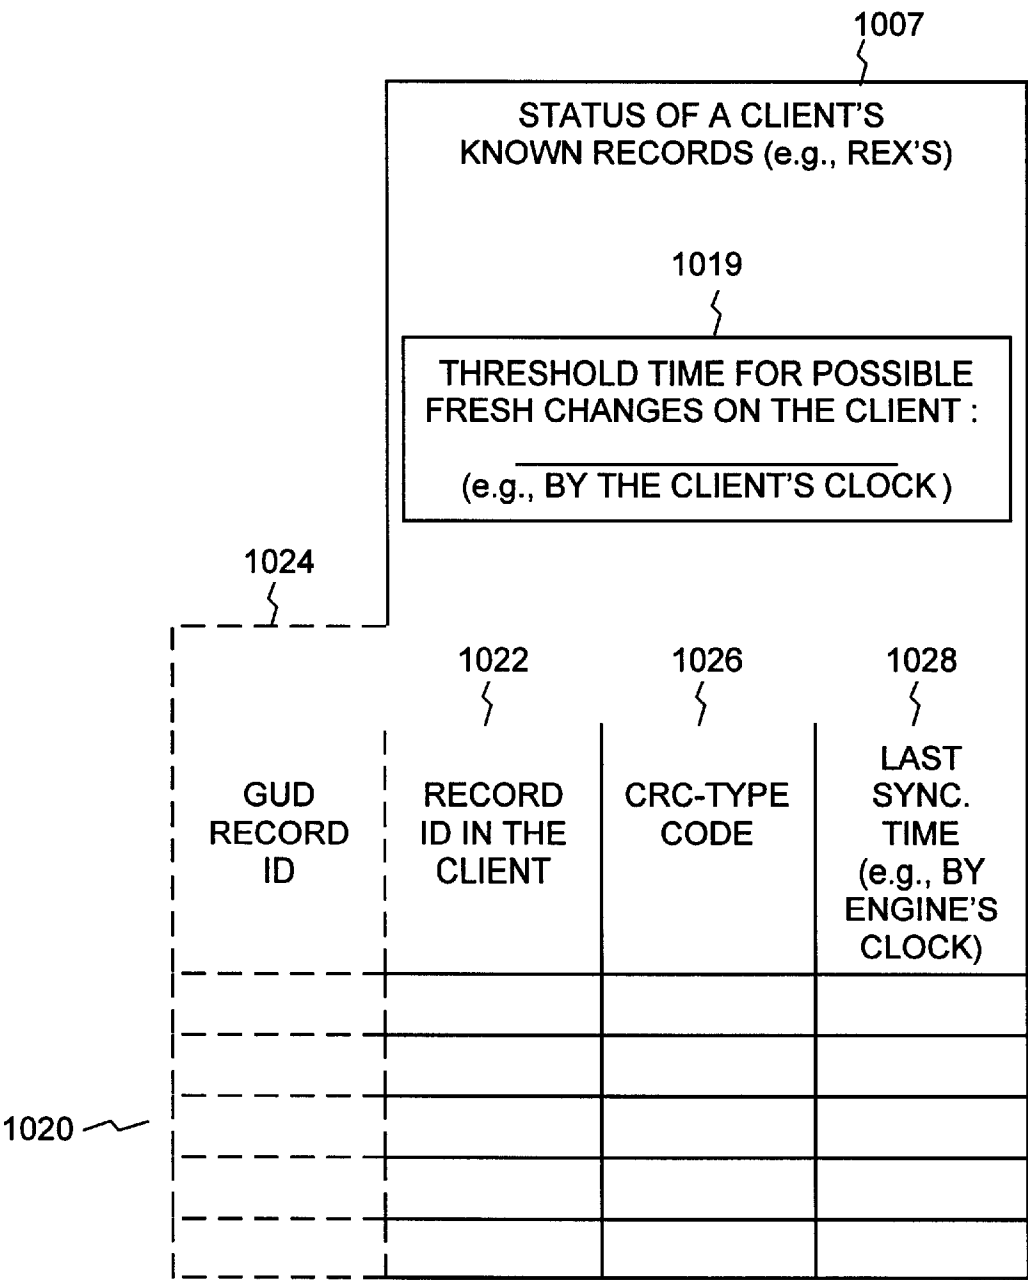 1007
STATUS OF A CLIENT'S
KNOWN RECORDS (e.g., REX'S)
1019
THRESHOLD TIME FOR POSSIBLE
FRESH CHANGES ON THE CLIENT :
(e.g., BY THE CLIENT'S CLOCK )
1024
1022
1026
1028
GUD
RECORD
ID
RECORD
ID IN THE
CLIENT
CRC-TYPE
CODE
LAST
SYNC.
TIME
(e.g., BY
ENGINE'S
CLOCK)
1020